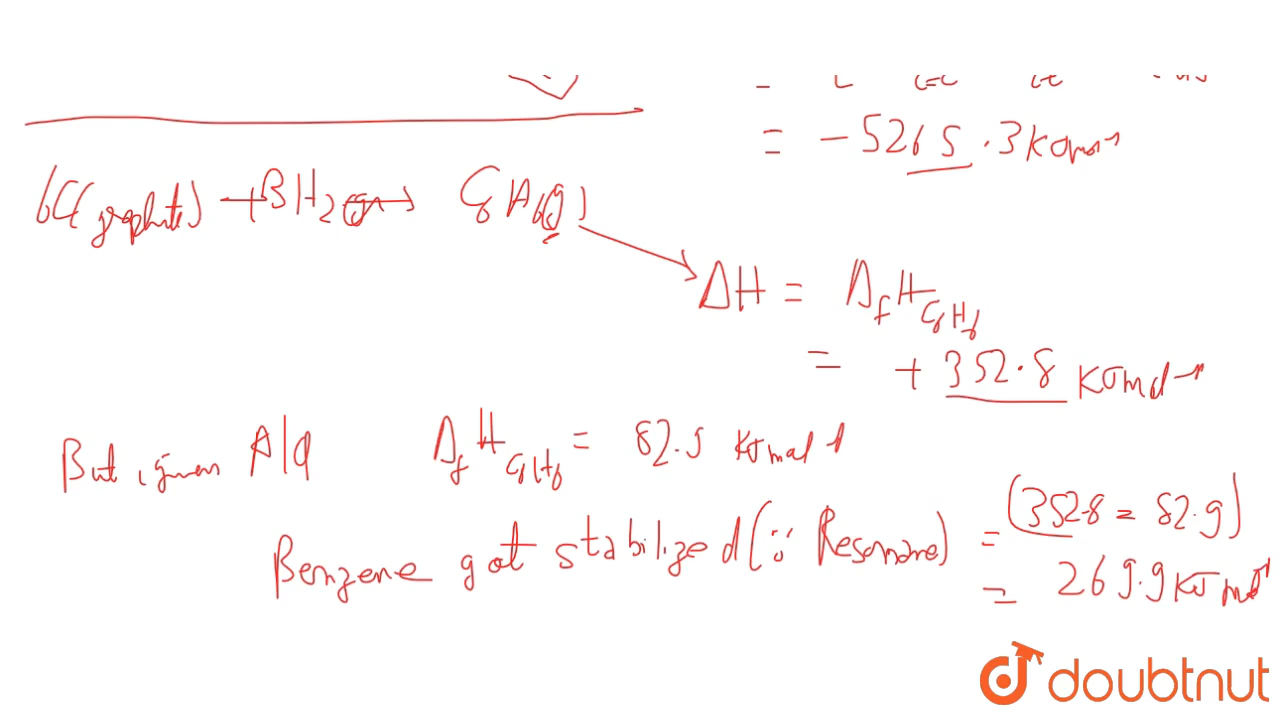 = - 5265.3 KJ mol⁻¹
6C(graphite) + 3H2(g) → C6H6(g)
ΔH = ΔfH C6H6
= + 352.8 KJ mol⁻¹
But, given A/q ΔfH C6H6 = 82.9 KJ mol⁻¹
Benzene got stabilized (∵ Resonance) = (352.8 - 82.9)
= 269.9 KJ mol⁻¹
doubtnut